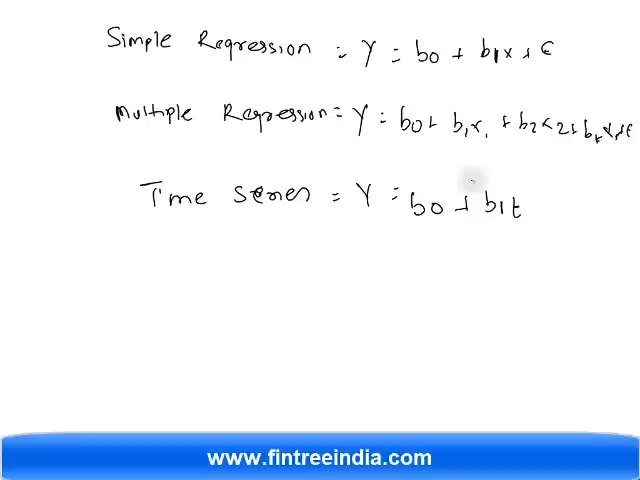 Simple Regression = Y = b0 + b1x + ε
Multiple Regression = Y = b0 + b1x1 + b2x2 + bkxk+ε
Time Series = Y = b0 + b1t
www.fintreeindia.com